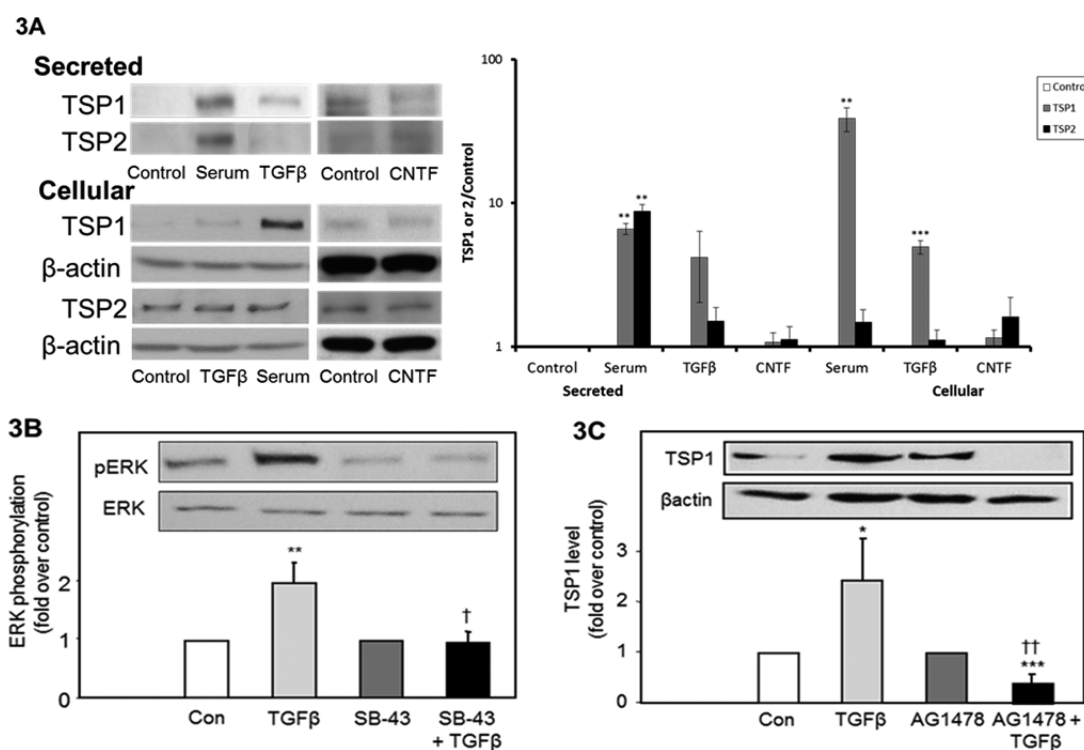 3A
Secreted
TSP1
TSP2
Control Serum TGFβ Control CNTF
Cellular
TSP1
β-actin
TSP2
β-actin
Control TGFβ Serum Control CNTF
TSP1 or 2/Control
100
10
1
** ** ** ***
Control Serum TGFβ CNTF Serum TGFβ CNTF
Secreted Cellular
Control
TSP1
TSP2
3B
pERK
ERK
ERK phosphorylation
(fold over control)
2
1
0
**
†
Con TGFβ SB-43 SB-43
+ TGFβ
3C
TSP1
βactin
TSP1 level
(fold over control)
3
2
1
0
*
††
***
Con TGFβ AG1478 AG1478 +
TGFβ